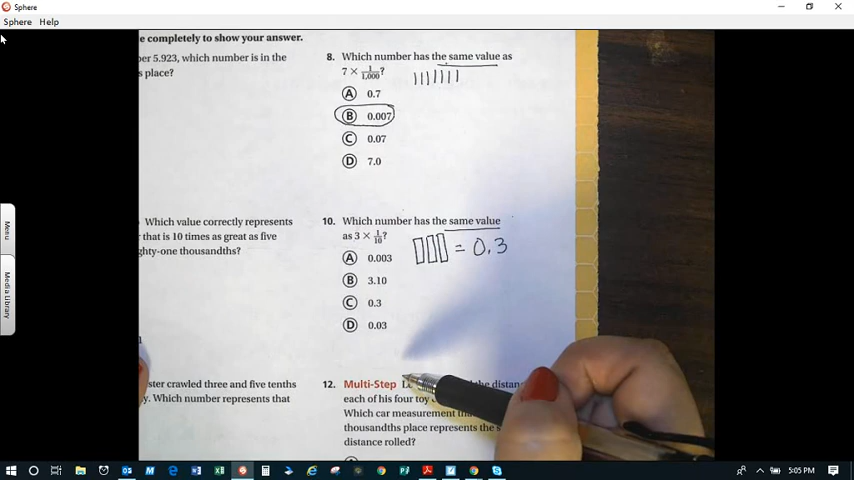 Sphere
Sphere Help
e completely to show your answer.
er 5.923, which number is in the
s place?
8. Which number has the same value as
7 × 1/1,000?
A 0.7
B 0.007
C 0.07
D 7.0
Which value correctly represents
that is 10 times as great as five
ghty-one thousandths?
10. Which number has the same value
as 3 × 1/10?
= 0.3
A 0.003
B 3.10
C 0.3
D 0.03
ster crawled three and five tenths
y. Which number represents that
12. Multi-Step
the distan
each of his four toy
Which car measurement
thousandths place represents the
distance rolled?
Menu
Media Library
5:05 PM